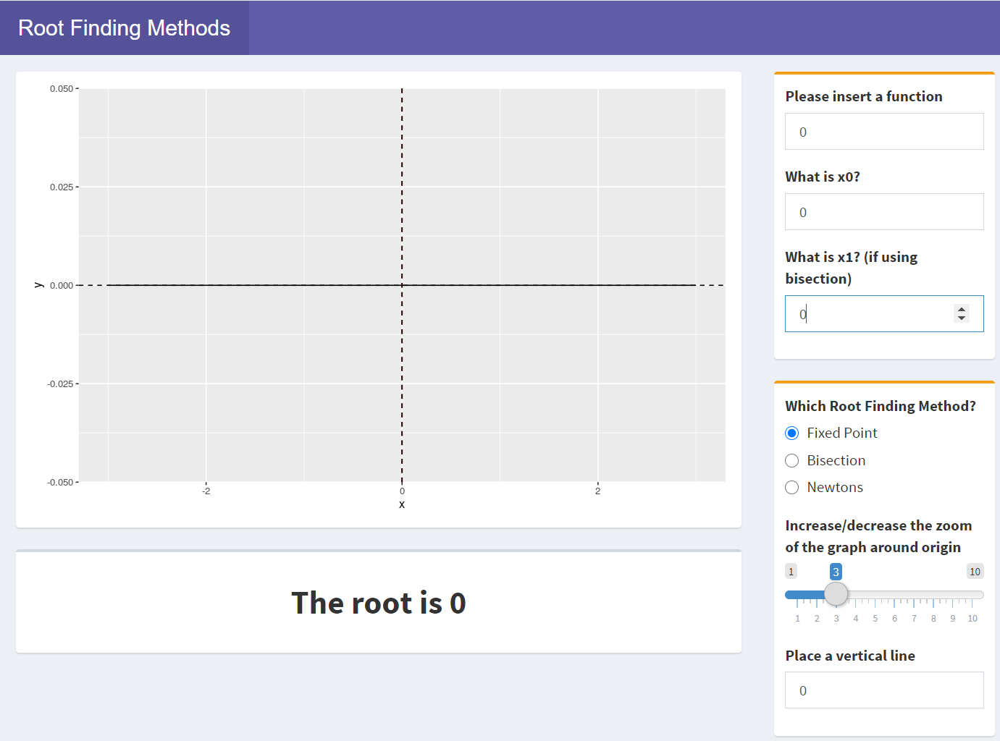 Root Finding Methods
0.050
0.025
0.000
-0.025
-0.050
y
-2
0
2
x
The root is 0
Please insert a function
0
What is x0?
0
What is x1? (if using
bisection)
0
Which Root Finding Method?
Fixed Point
Bisection
Newtons
Increase/decrease the zoom
of the graph around origin
1 3 10
1 2 3 4 5 6 7 8 9 10
Place a vertical line
0